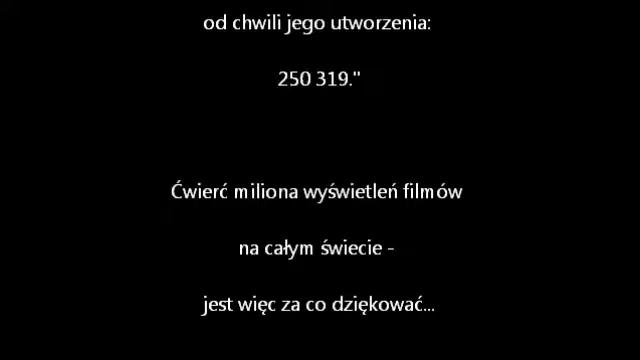 od chwili jego utworzenia:
250 319."
Ćwierć miliona wyświetleń filmów
na całym świecie -
jest więc za co dziękować...